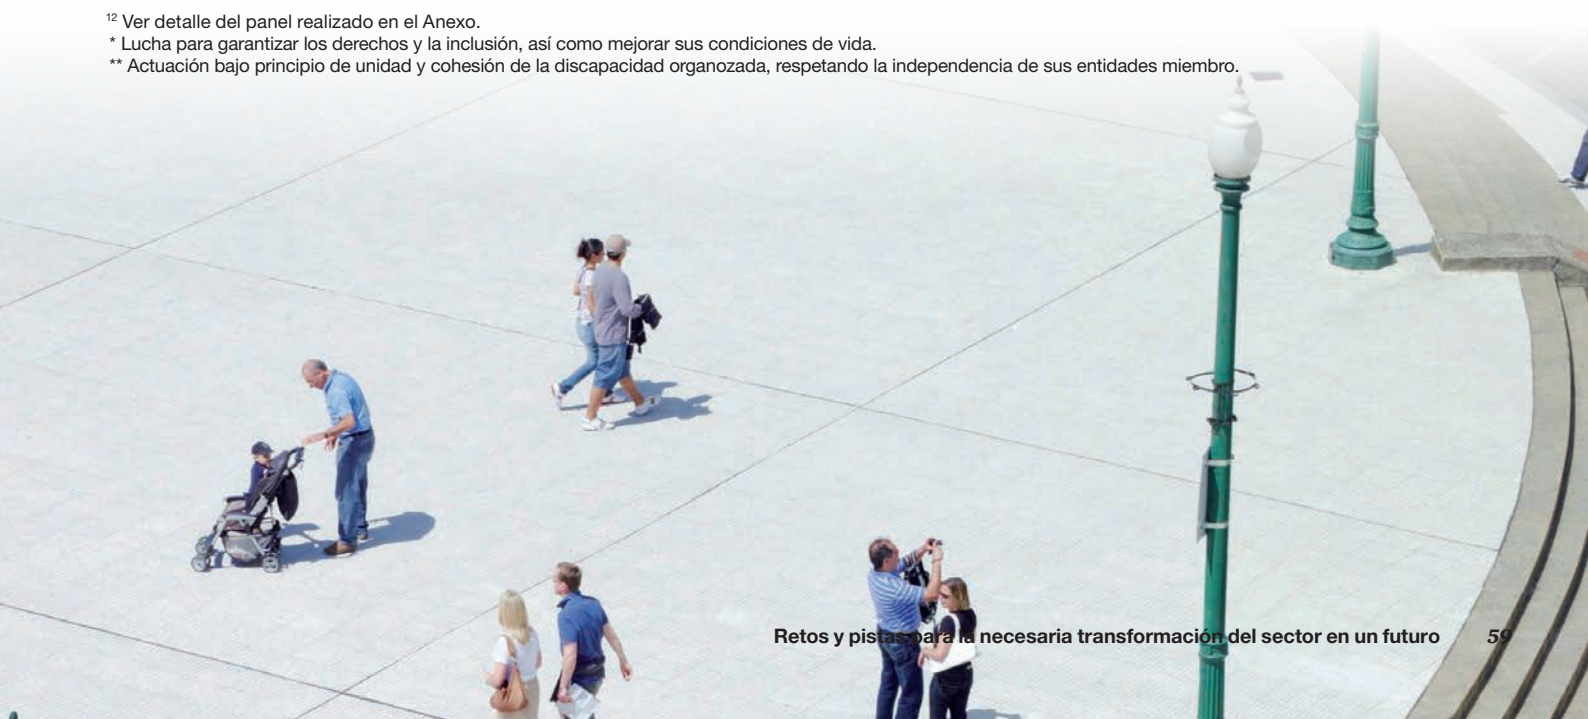 12 Ver detalle del panel realizado en el Anexo.
* Lucha para garantizar los derechos y la inclusión, así como mejorar sus condiciones de vida.
** Actuación bajo principio de unidad y cohesión de la discapacidad organozada, respetando la independencia de sus entidades miembro.
Retos y pistas para la necesaria transformación del sector en un futuro 59